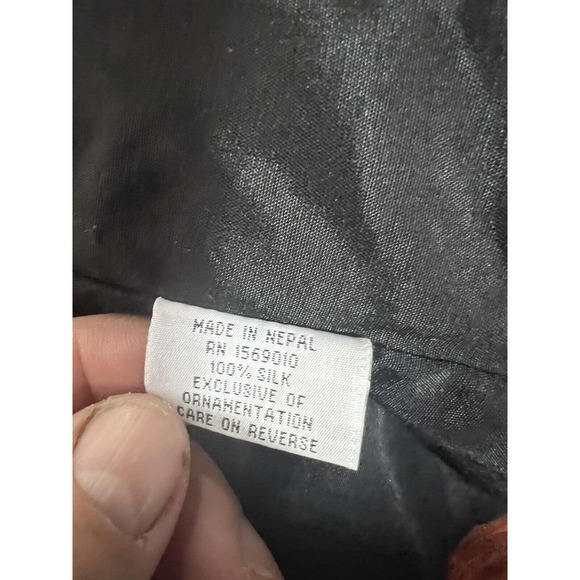 MADE IN NEPAL
RN 1569010
100% SILK
EXCLUSIVE OF
ORNAMENTATION
CARE ON REVERSE